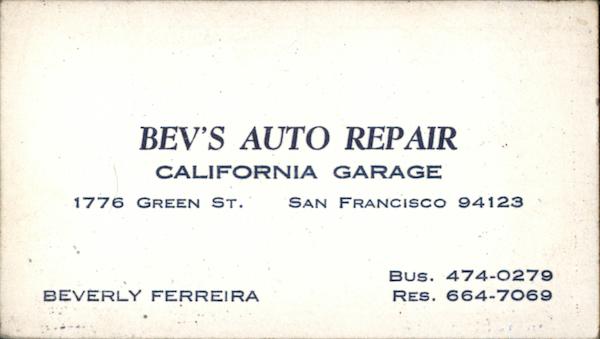 BEV'S AUTO REPAIR
CALIFORNIA GARAGE
1776 GREEN ST. SAN FRANCISCO 94123
BEVERLY FERREIRA
BUS. 474-0279
RES. 664-7069